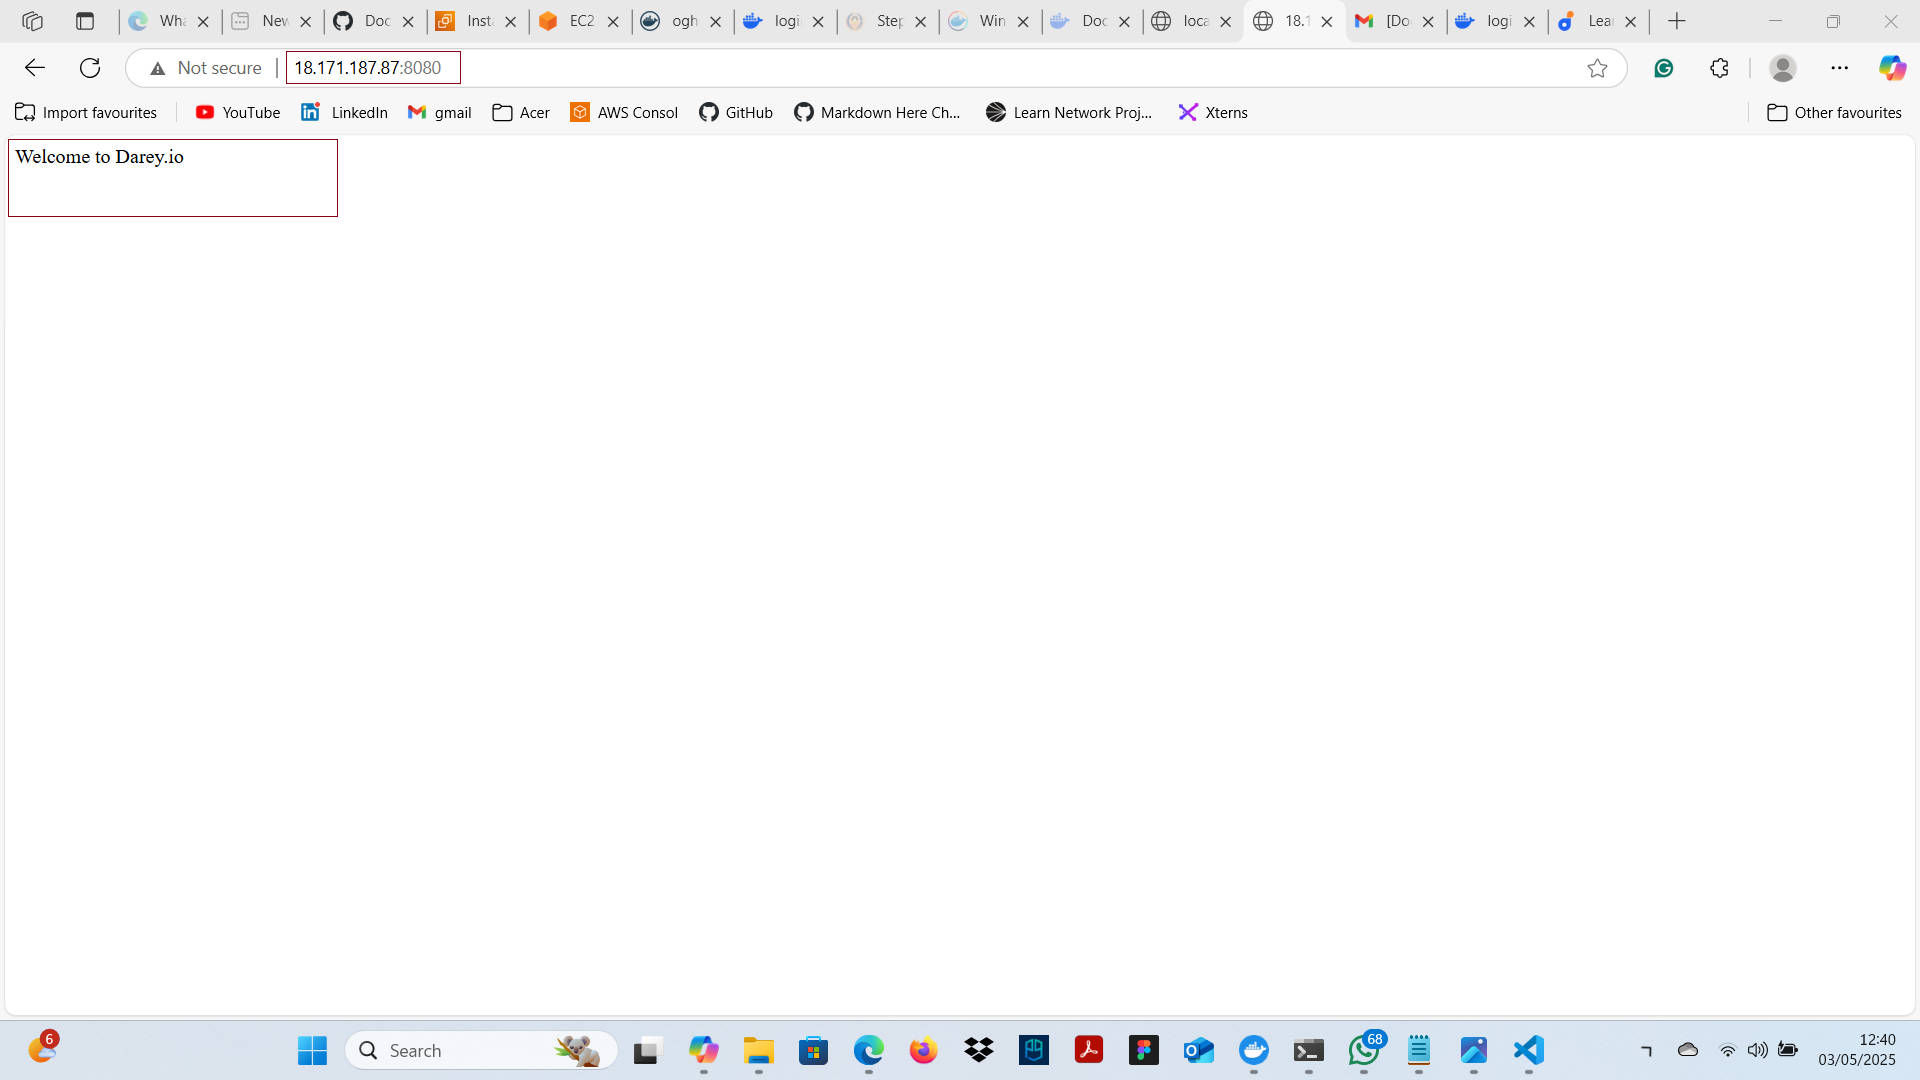 Wha
New
Doc
Insta
EC2
ogh
logi
Step
Win
Doc
loca
18.1
[Do
logi
Lear
Not secure
18.171.187.87:8080
Import favourites
YouTube
LinkedIn
gmail
Acer
AWS Consol
GitHub
Markdown Here Ch...
Learn Network Proj...
Xterns
Other favourites
Welcome to Darey.io
6
Search
68
12:40
03/05/2025